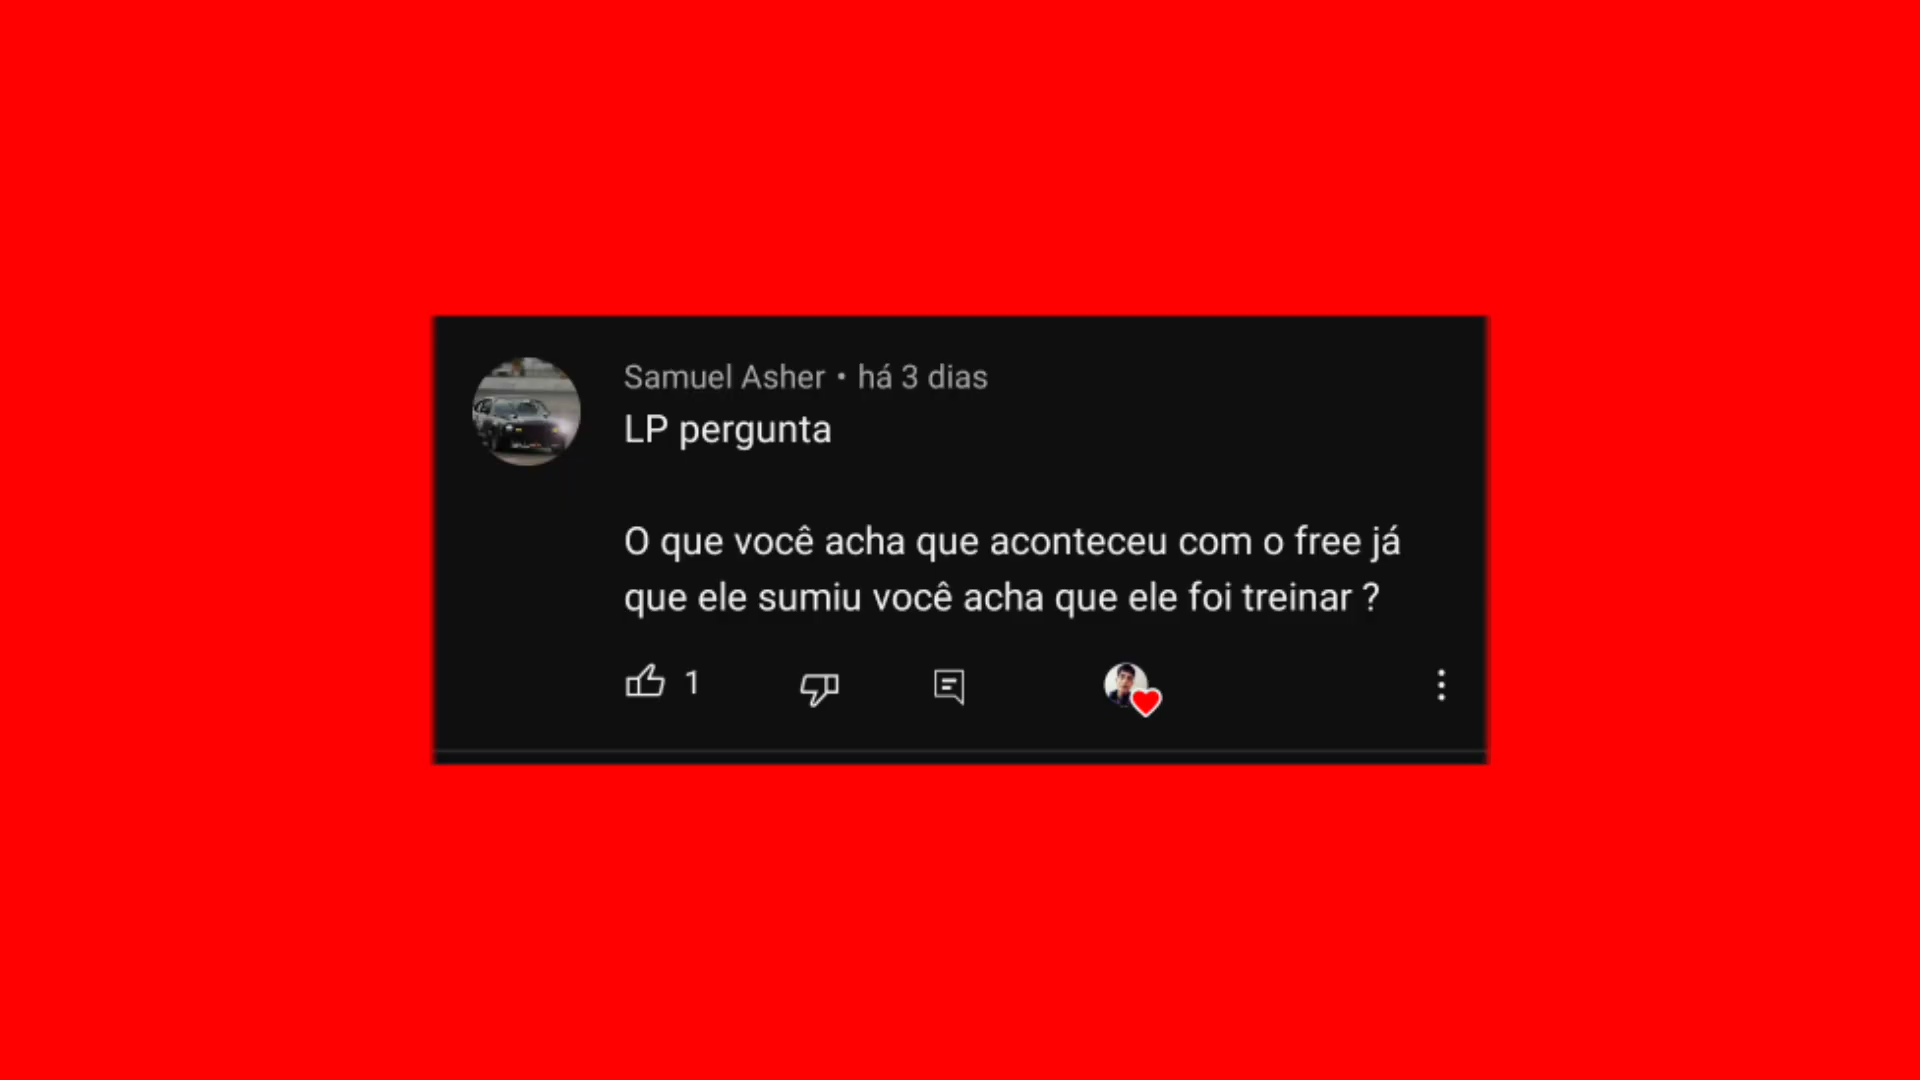 Samuel Asher • há 3 dias
LP pergunta
O que você acha que aconteceu com o free já
que ele sumiu você acha que ele foi treinar ?
1